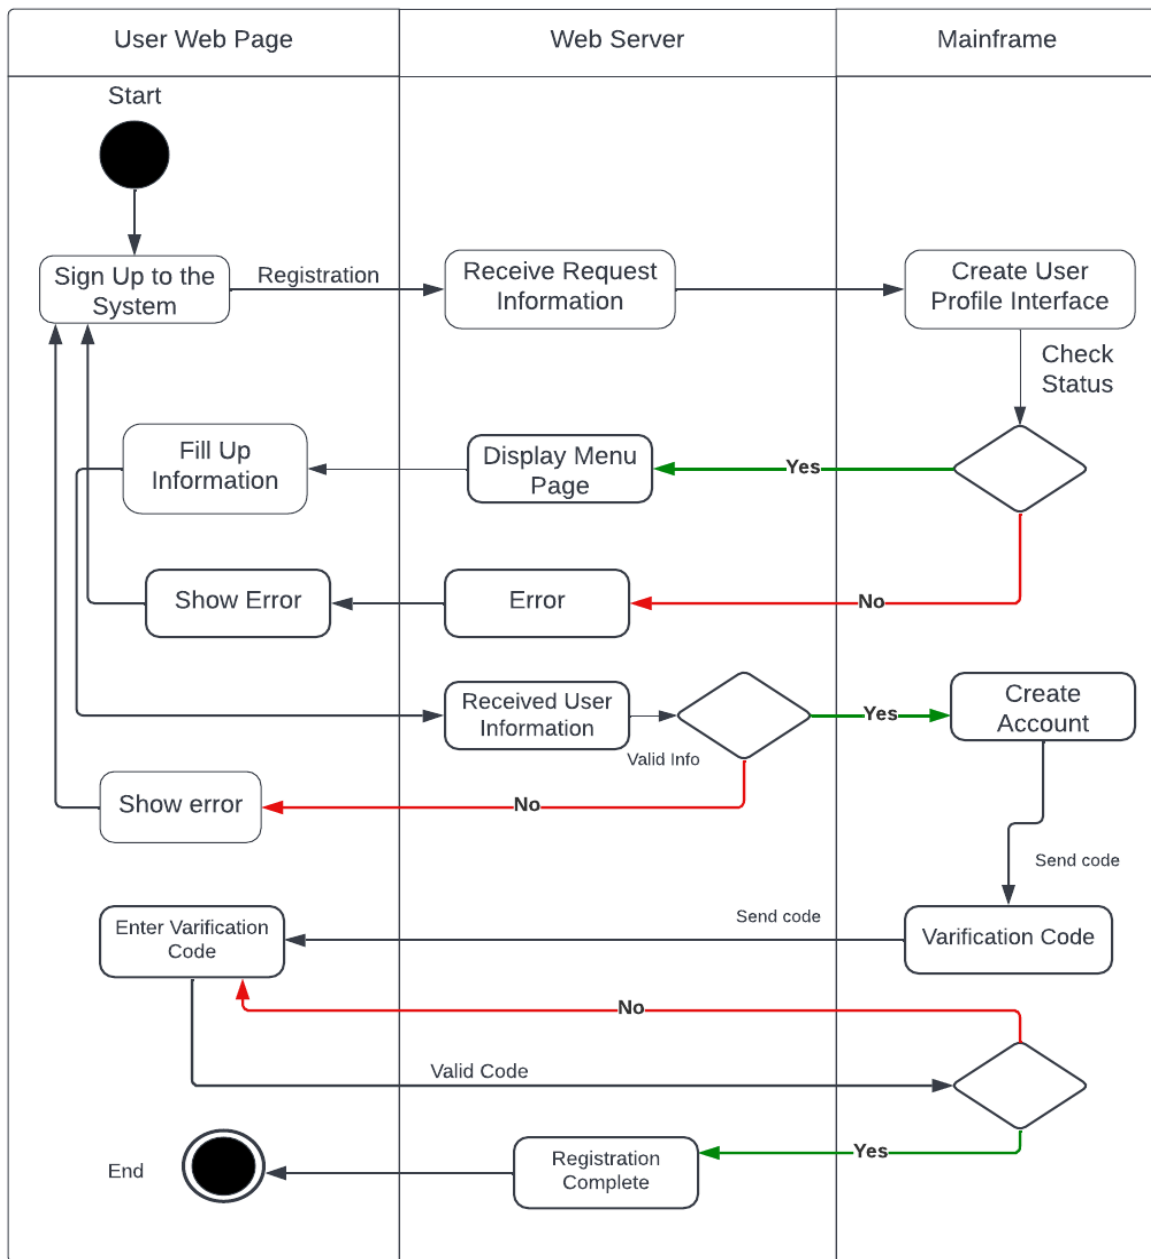 User Web Page
Web Server
Mainframe
Start
Sign Up to the
System
Registration
Receive Request
Information
Create User
Profile Interface
Check
Status
Fill Up
Information
Display Menu
Page
Yes
Show Error
Error
No
Received User
Information
Valid Info
Yes
Create
Account
Show error
No
Send code
Enter Varification
Code
Send code
Varification Code
No
Valid Code
Yes
Registration
Complete
End